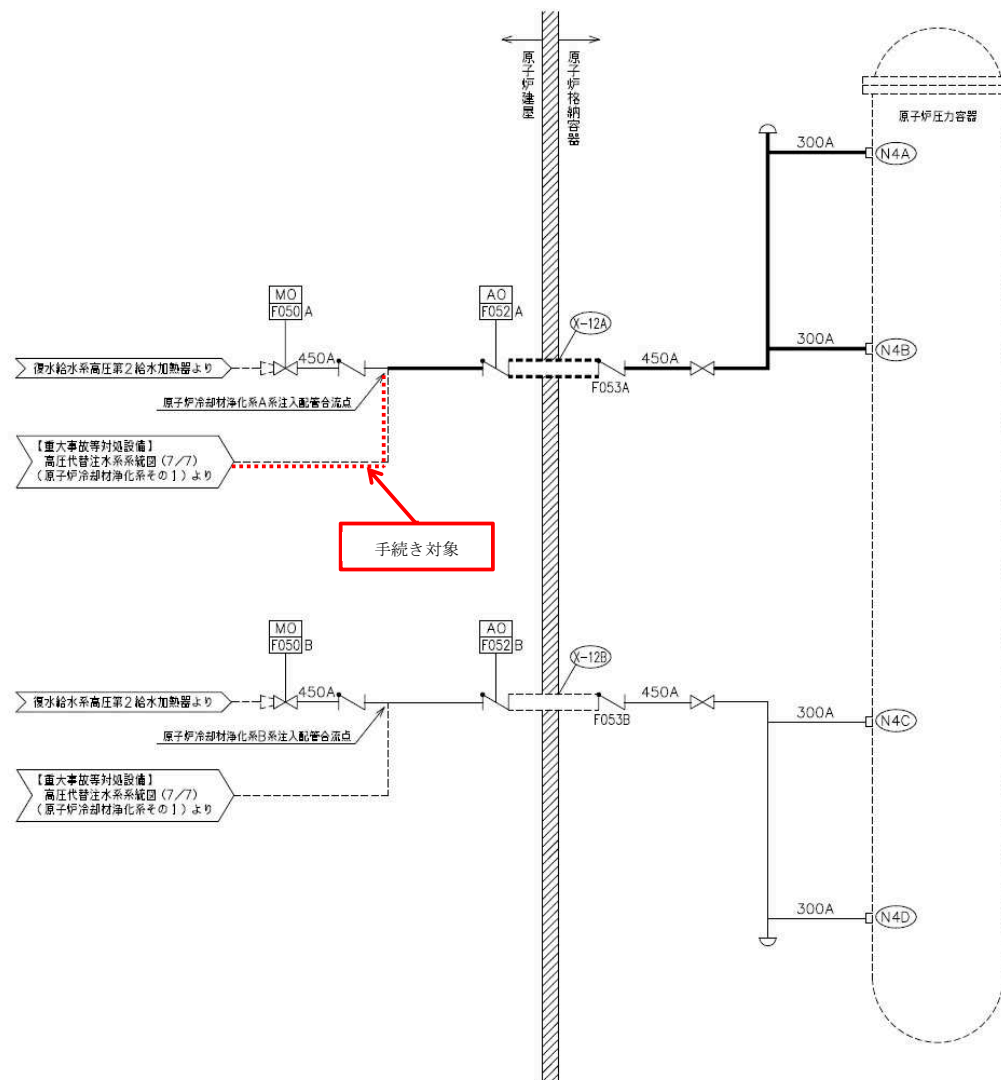 原子炉建屋
原子炉格納容器
原子炉圧力容器
300A
N4A
MO
F050 A
AO
F052 A
X-12A
300A
N4B
復水給水系高圧第2給水加熱器より
450A
450A
F053A
原子炉冷却材浄化系A系注入配管合流点
【重大事故等対処設備】
高圧代替注水系系統図(7/7)
(原子炉冷却材浄化系その1)より
手続き対象
MO
F050 B
AO
F052 B
X-12B
復水給水系高圧第2給水加熱器より
450A
450A
F053B
300A
N4C
原子炉冷却材浄化系B系注入配管合流点
【重大事故等対処設備】
高圧代替注水系系統図(7/7)
(原子炉冷却材浄化系その1)より
300A
N4D